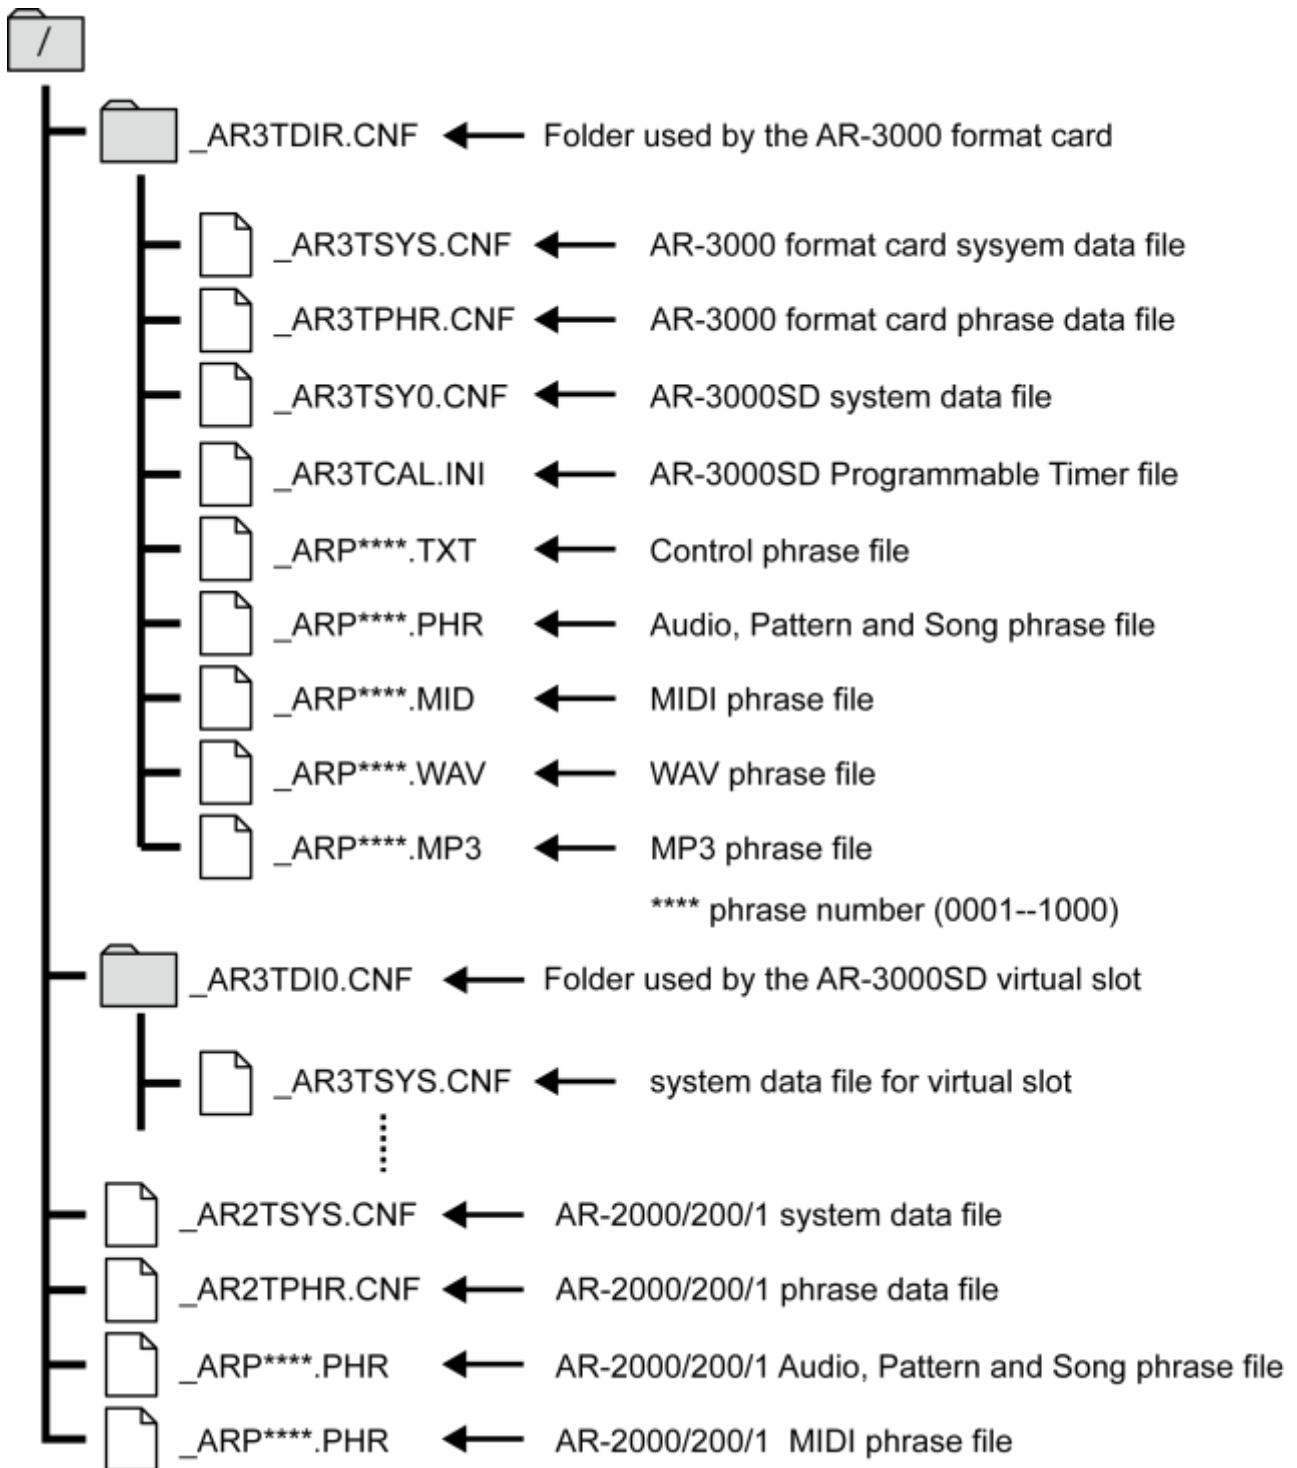 /
_AR3TDIR.CNF Folder used by the AR-3000 format card
_AR3TSYS.CNF AR-3000 format card sysyem data file
_AR3TPHR.CNF AR-3000 format card phrase data file
_AR3TSY0.CNF AR-3000SD system data file
_AR3TCAL.INI AR-3000SD Programmable Timer file
_ARP****.TXT Control phrase file
_ARP****.PHR Audio, Pattern and Song phrase file
_ARP****.MID MIDI phrase file
_ARP****.WAV WAV phrase file
_ARP****.MP3 MP3 phrase file
**** phrase number (0001--1000)
_AR3TDI0.CNF Folder used by the AR-3000SD virtual slot
_AR3TSYS.CNF system data file for virtual slot
_AR2TSYS.CNF AR-2000/200/1 system data file
_AR2TPHR.CNF AR-2000/200/1 phrase data file
_ARP****.PHR AR-2000/200/1 Audio, Pattern and Song phrase file
_ARP****.PHR AR-2000/200/1 MIDI phrase file